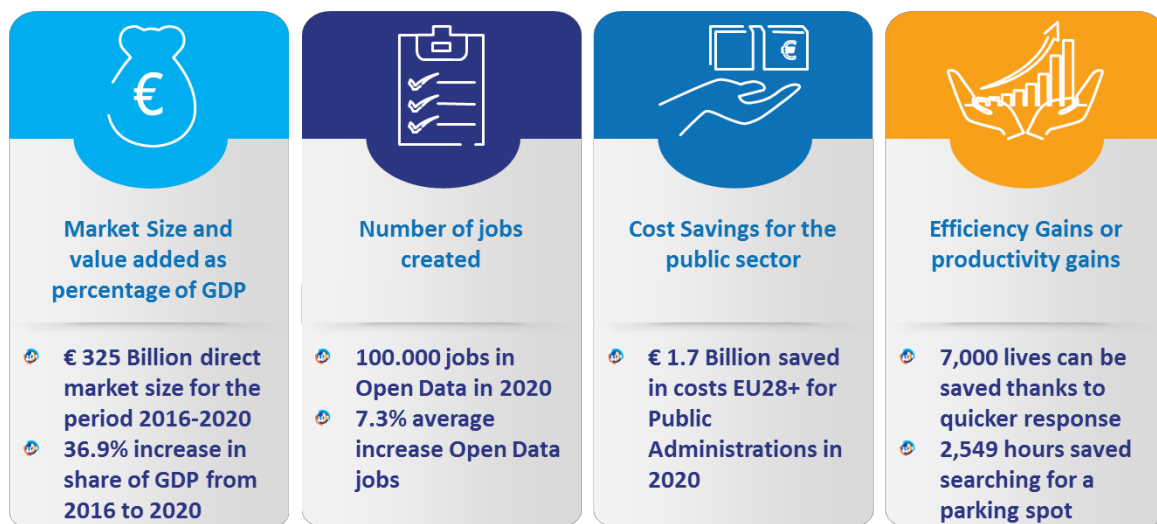 €
Market Size and
value added as
percentage of GDP
€ 325 Billion direct
market size for the
period 2016-2020
36.9% increase in
share of GDP from
2016 to 2020
Number of jobs
created
100.000 jobs in
Open Data in 2020
7.3% average
increase Open Data
jobs
€
Cost Savings for the
public sector
€ 1.7 Billion saved
in costs EU28+ for
Public
Administrations in
2020
Efficiency Gains or
productivity gains
7,000 lives can be
saved thanks to
quicker response
2,549 hours saved
searching for a
parking spot